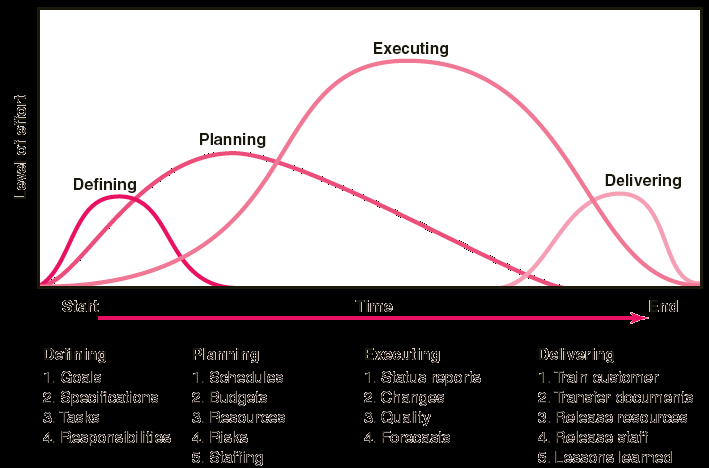 Executing
Planning
Defining
Delivering
Level of effort
Start Time End
Defining
1. Goals
2. Specifications
3. Tasks
4. Responsibilities
Planning
1. Schedules
2. Budgets
3. Resources
4. Risks
5. Staffing
Executing
1. Status reports
2. Changes
3. Quality
4. Forecasts
Delivering
1. Train customer
2. Transfer documents
3. Release resources
4. Release staff
5. Lessons learned